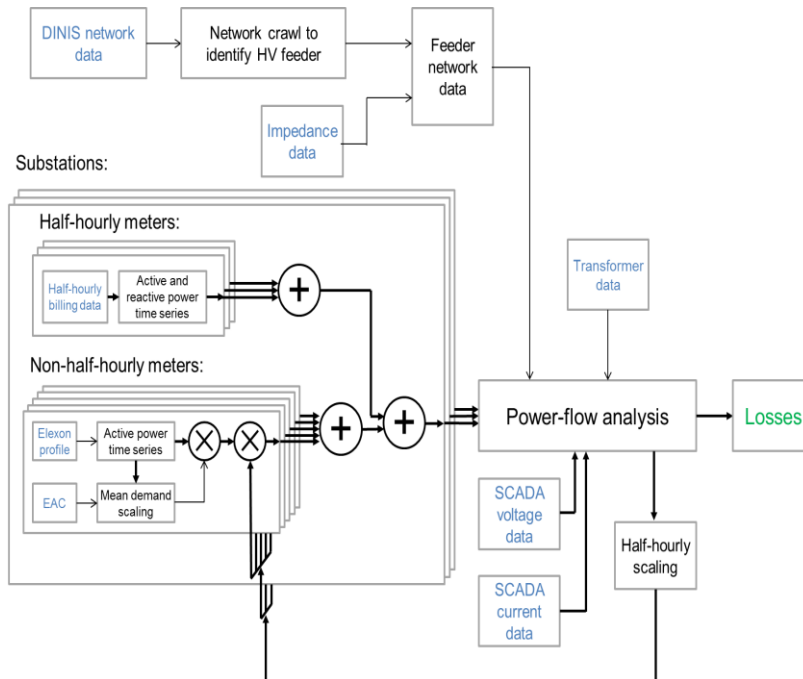 DINIS network
data
Network crawl to
identify HV feeder
Feeder
network
data
Impedance
data
Substations:
Half-hourly meters:
Half-hourly
billing data
Active and
reactive power
time series
+
Transformer
data
Non-half-hourly meters:
Elexon
profile
Active power
time series
×
×
+
+
Power-flow analysis
Losses
EAC
Mean demand
scaling
SCADA
voltage
data
Half-hourly
scaling
SCADA
current
data